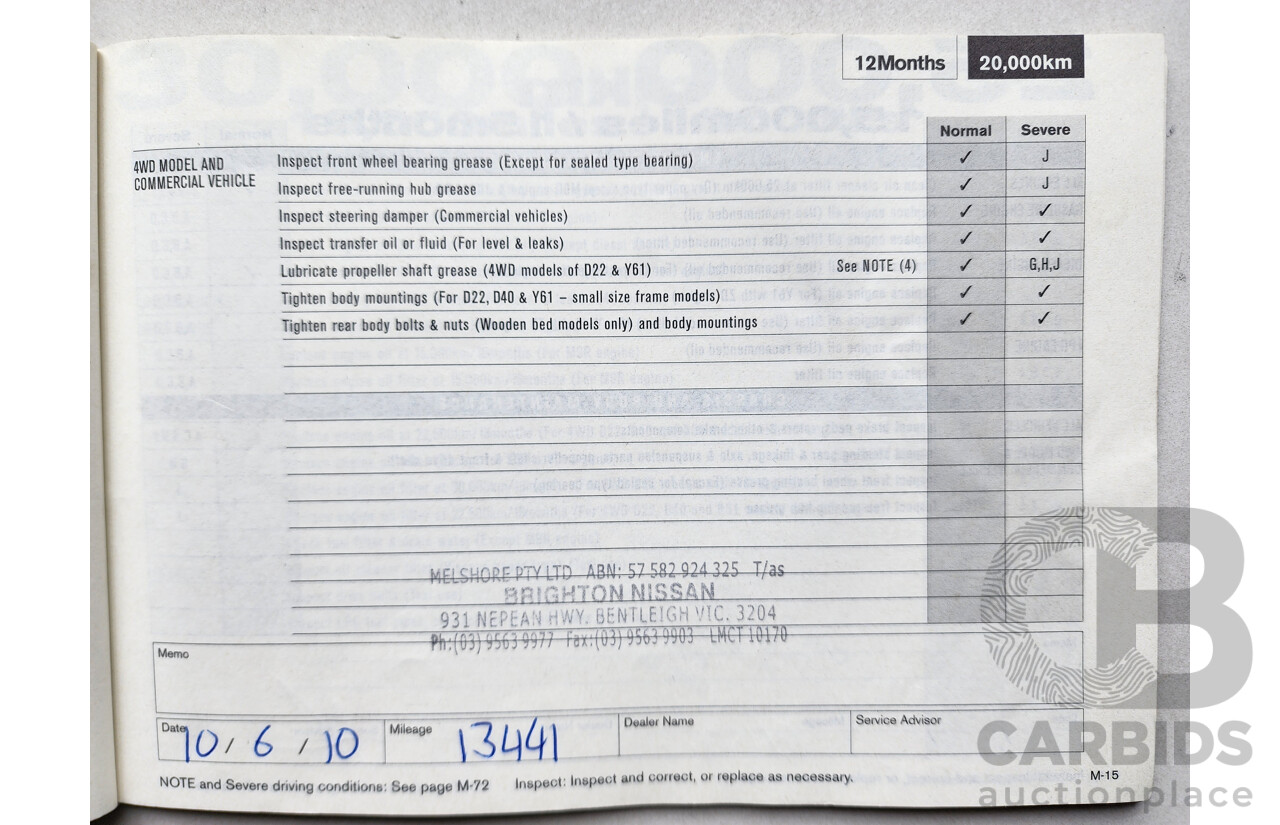 12Months 20,000km
Normal Severe
4WD MODEL AND COMMERCIAL VEHICLE
Inspect front wheel bearing grease (Except for sealed type bearing) ✓ J
Inspect free-running hub grease ✓ J
Inspect steering damper (Commercial vehicles) ✓ ✓
Inspect transfer oil or fluid (For level & leaks) ✓ ✓
Lubricate propeller shaft grease (4WD models of D22 & Y61) See NOTE (4) ✓ G,H,J
Tighten body mountings (For D22, D40 & Y61 – small size frame models) ✓ ✓
Tighten rear body bolts & nuts (Wooden bed models only) and body mountings ✓ ✓
MELSHORE PTY LTD ABN: 57 582 924 325 T/as
BRIGHTON NISSAN
931 NEPEAN HWY. BENTLEIGH VIC. 3204
Ph:(03) 9563 9977 Fax:(03) 9563 9903 LMCT 10170
Memo
Date 10 / 6 / 10 Mileage 13441 Dealer Name Service Advisor
NOTE and Severe driving conditions: See page M-72 Inspect: Inspect and correct, or replace as necessary.
M-15
CB
CARBIDS
auctionplace